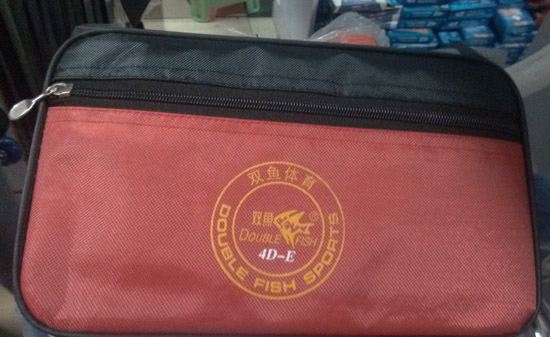 双鱼体育
双鱼
®
DOUBLE FISH
4D-E
DOUBLE FISH SPORTS